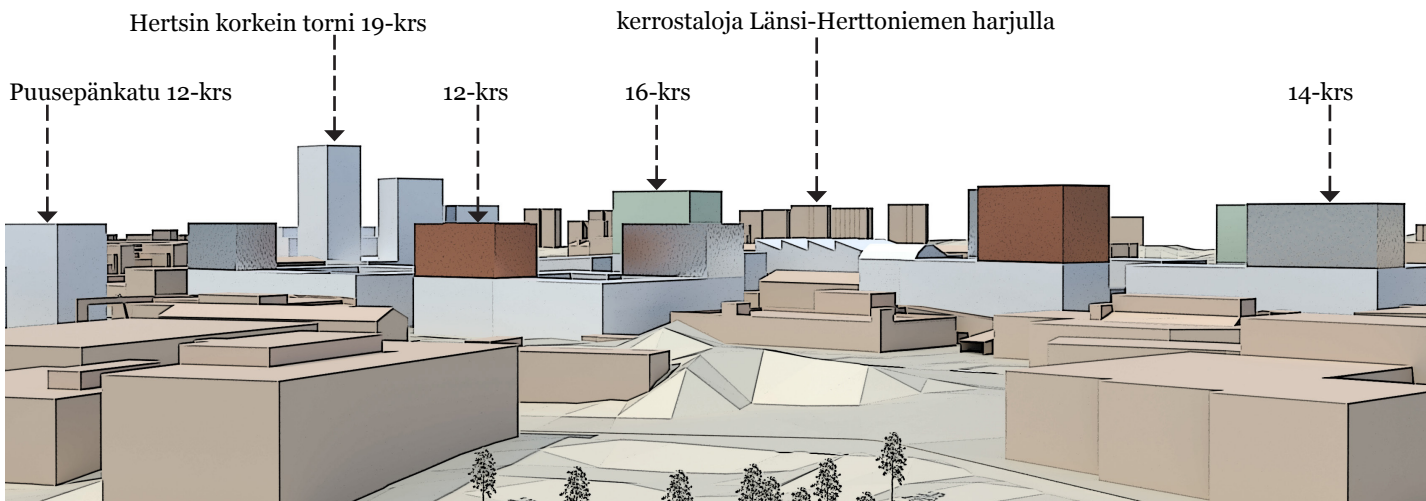 Hertsin korkein torni 19-krs
kerrostaloja Länsi-Herttoniemen harjulla
Puusepänkatu 12-krs
12-krs
16-krs
14-krs